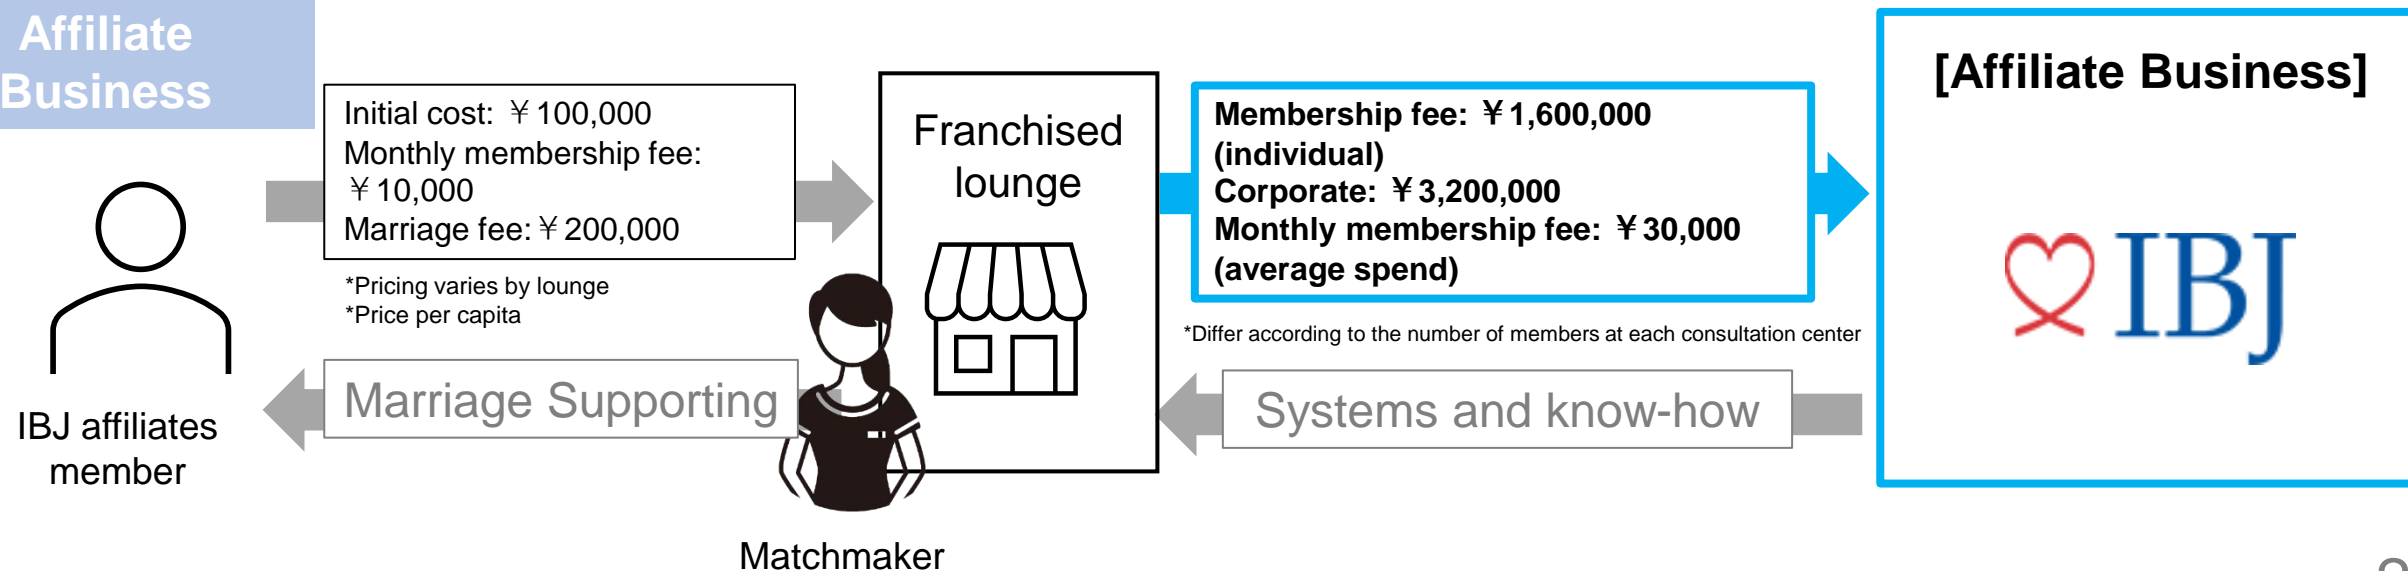 Affiliate
Business
Initial cost: ￥100,000
Monthly membership fee:
￥10,000
Marriage fee:￥200,000
*Pricing varies by lounge
*Price per capita
Marriage Supporting
IBJ affiliates
member
Franchised
lounge
Matchmaker
Membership fee: ￥1,600,000
(individual)
Corporate: ￥3,200,000
Monthly membership fee: ￥30,000
(average spend)
*Differ according to the number of members at each consultation center
Systems and know-how
[Affiliate Business]
IBJ